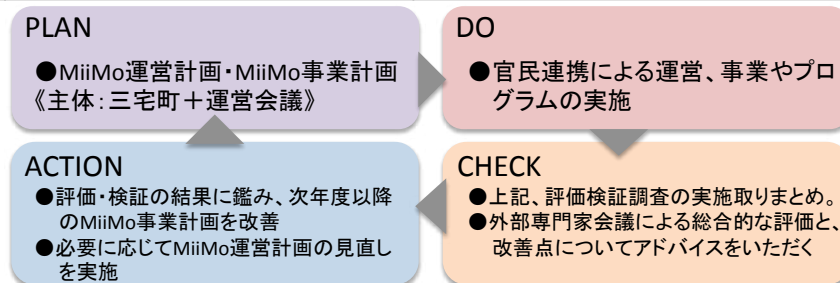 PLAN
●MiiMo運営計画・MiiMo事業計画
《主体：三宅町＋運営会議》
DO
●官民連携による運営、事業やプロ
グラムの実施
ACTION
●評価・検証の結果に鑑み、次年度以降
のMiiMo事業計画を改善
●必要に応じてMiiMo運営計画の見直し
を実施
CHECK
●上記、評価検証調査の実施取りまとめ。
●外部専門家会議による総合的な評価と、
改善点についてアドバイスをいただく